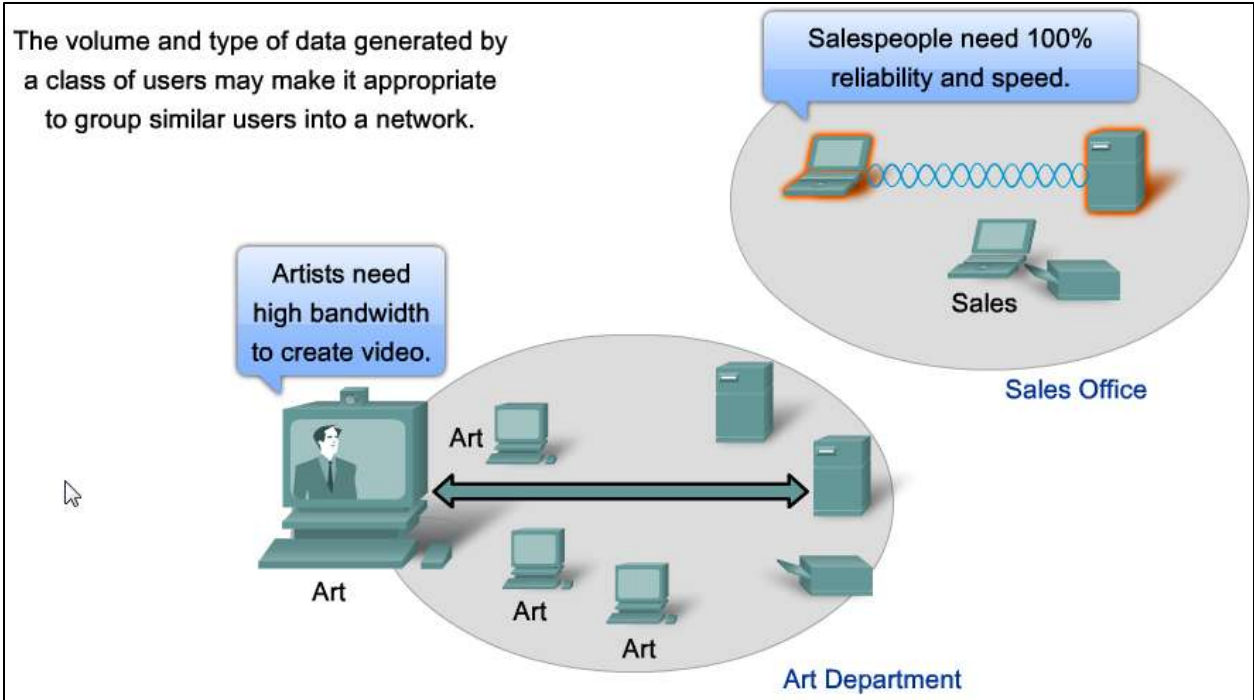 The volume and type of data generated by
a class of users may make it appropriate
to group similar users into a network.
Salespeople need 100%
reliability and speed.
Sales
Sales Office
Artists need
high bandwidth
to create video.
Art
Art
Art
Art
Art Department